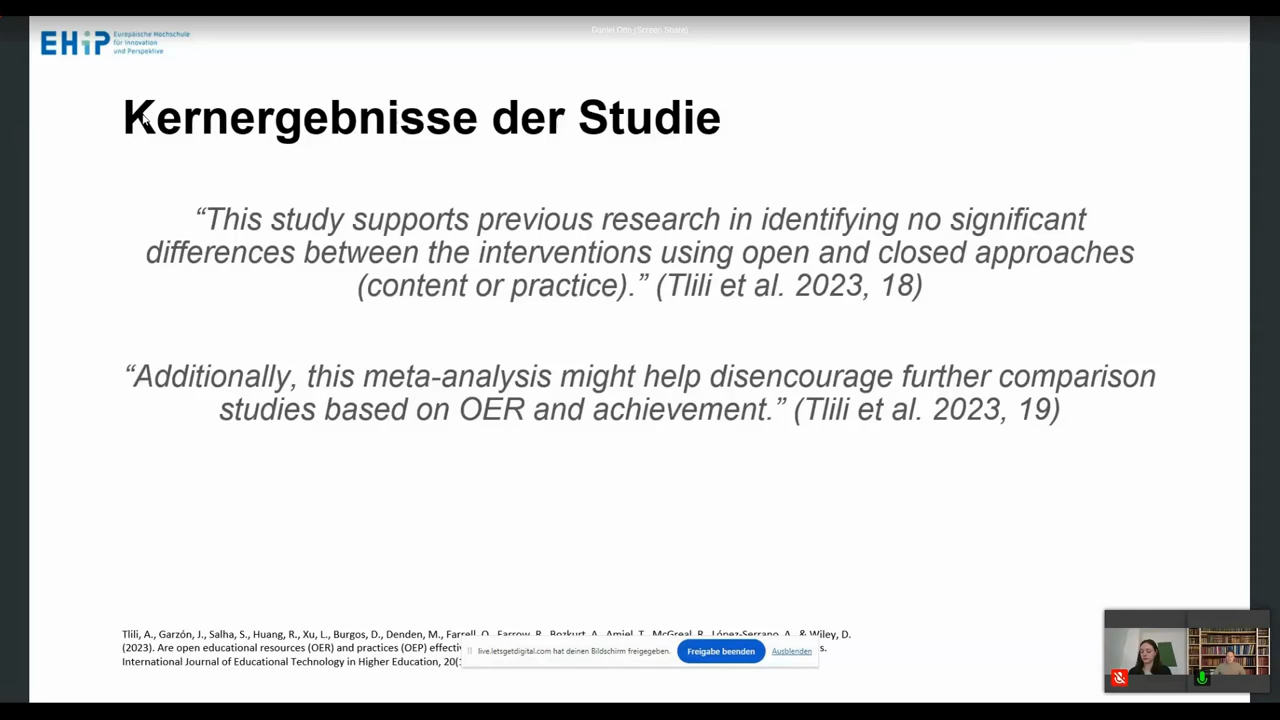 Daniel Otto (Screen Share)
EHiP
Europäische Hochschule
für Innovation
und Perspektive
Kernergebnisse der Studie
“This study supports previous research in identifying no significant
differences between the interventions using open and closed approaches
(content or practice).” (Tlili et al. 2023, 18)
“Additionally, this meta-analysis might help disencourage further comparison
studies based on OER and achievement.” (Tlili et al. 2023, 19)
Tlili, A., Garzón, J., Salha, S., Huang, R., Xu, L., Burgos, D., Denden, M., Farrell, O., Farrow, R., Bozkurt, A., Amiel, T., McGreal, R., López-Serrano, A., & Wiley, D.
(2023). Are open educational resources (OER) and practices (OEP) effecti
International Journal of Educational Technology in Higher Education, 20(
live.letsgetdigital.com hat deinen Bildschirm freigegeben.
Freigabe beenden
Ausblenden